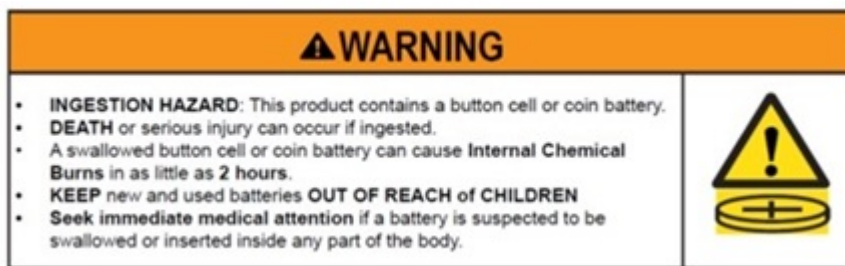 ⚠WARNING
• INGESTION HAZARD: This product contains a button cell or coin battery.
• DEATH or serious injury can occur if ingested.
• A swallowed button cell or coin battery can cause Internal Chemical
Burns in as little as 2 hours.
• KEEP new and used batteries OUT OF REACH of CHILDREN
• Seek immediate medical attention if a battery is suspected to be
swallowed or inserted inside any part of the body.